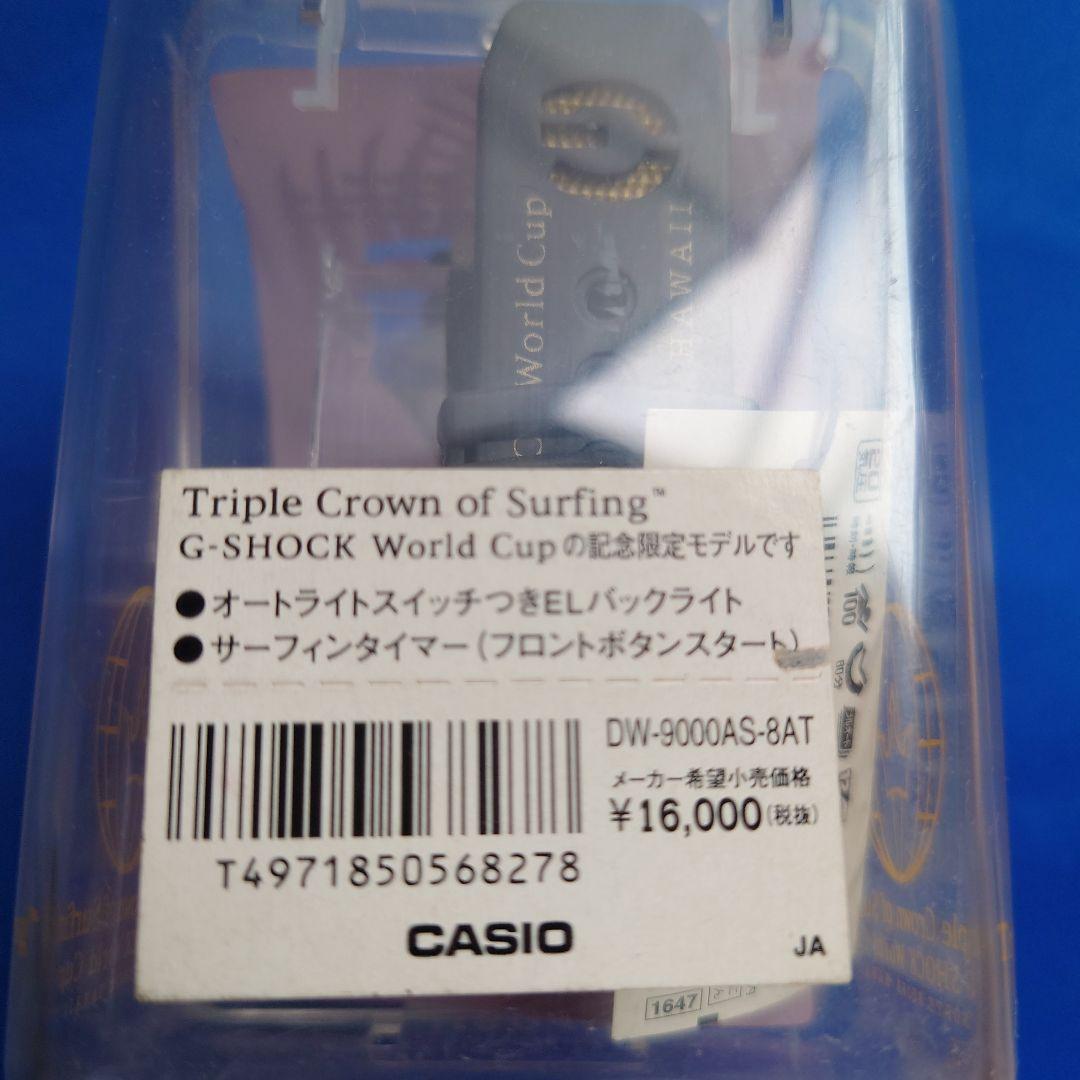 World Cup
HAWAII
Triple Crown of Surfing™
G-SHOCK World Cupの記念限定モデルです
●オートライトスイッチつきELバックライト
●サーフィンタイマー(フロントボタンスタート)
DW-9000AS-8AT
メーカー希望小売価格
¥16,000(税抜)
T4971850568278
CASIO
JA
100
1647